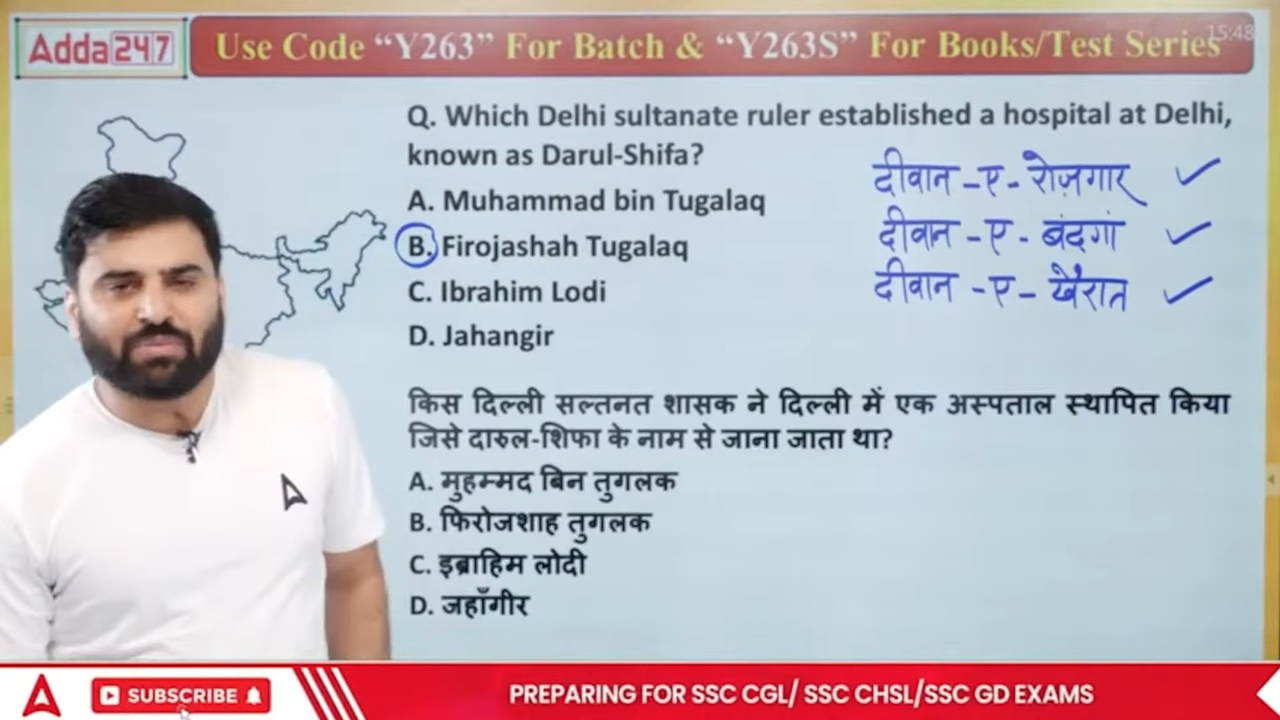 Adda247
Use Code “Y263” For Batch & “Y263S” For Books/Test Series
15:48
Q. Which Delhi sultanate ruler established a hospital at Delhi,
known as Darul-Shifa?
A. Muhammad bin Tugalaq
B. Firojashah Tugalaq
C. Ibrahim Lodi
D. Jahangir
दीवान-ए-रोज़गार
दीवान-ए-बंदगां
दीवान-ए-खैरात
किस दिल्ली सल्तनत शासक ने दिल्ली में एक अस्पताल स्थापित किया
जिसे दारुल-शिफा के नाम से जाना जाता था?
A. मुहम्मद बिन तुगलक
B. फिरोजशाह तुगलक
C. इब्राहिम लोदी
D. जहाँगीर
SUBSCRIBE
PREPARING FOR SSC CGL/ SSC CHSL/SSC GD EXAMS